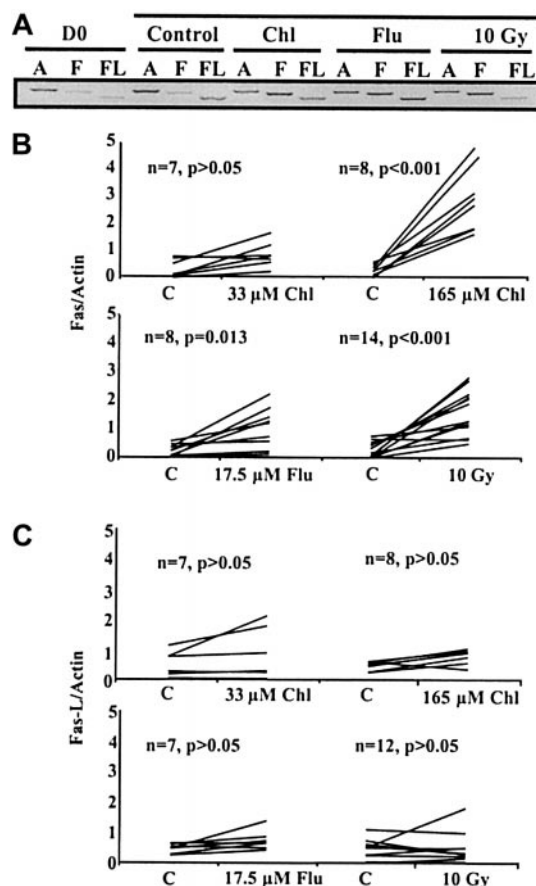 A
D0 Control Chl Flu 10 Gy
A F FL A F FL A F FL A F FL A F FL
B
Fas/Actin
5
4
3
2
1
0
n=7, p>0.05
n=8, p<0.001
C 33 µM Chl C 165 µM Chl
5
4
3
2
1
0
n=8, p=0.013
n=14, p<0.001
C 17.5 µM Flu C 10 Gy
C
Fas-L/Actin
5
4
3
2
1
0
n=7, p>0.05
n=8, p>0.05
C 33 µM Chl C 165 µM Chl
5
4
3
2
1
0
n=7, p>0.05
n=12, p>0.05
C 17.5 µM Flu C 10 Gy